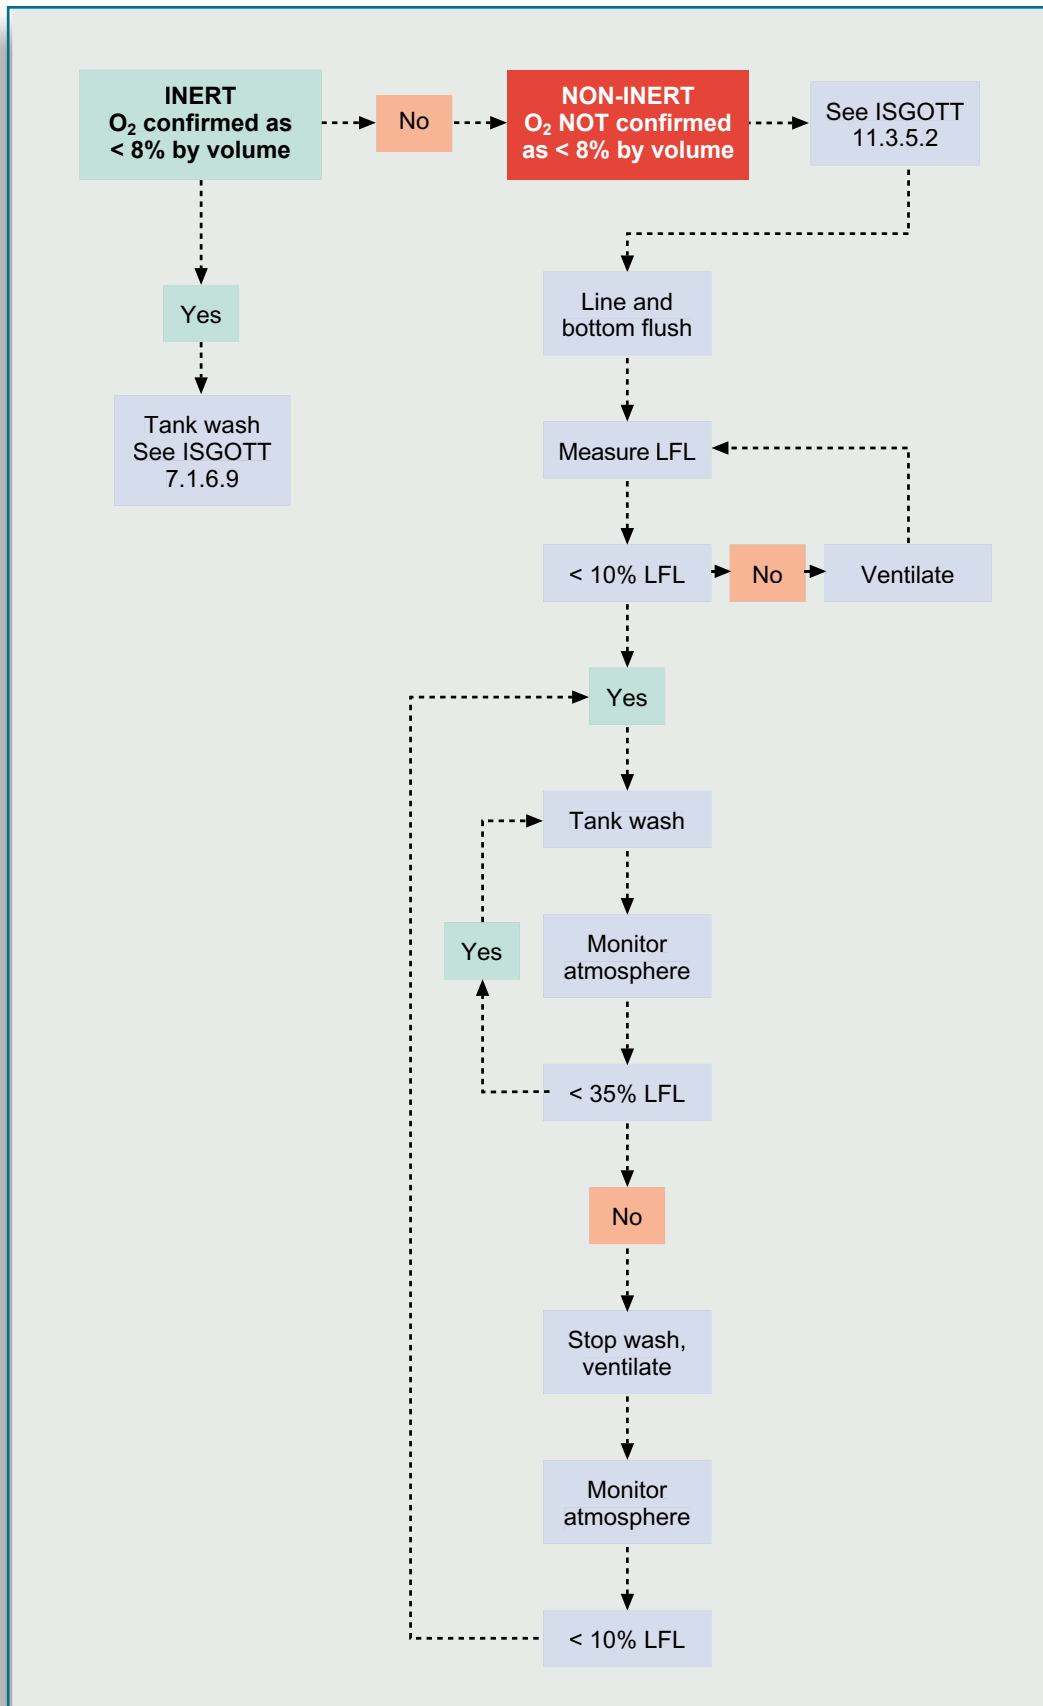 INERT
O₂ confirmed as
< 8% by volume
No
NON-INERT
O₂ NOT confirmed
as < 8% by volume
See ISGOTT
11.3.5.2
Yes
Tank wash
See ISGOTT
7.1.6.9
Line and
bottom flush
Measure LFL
< 10% LFL
No
Ventilate
Yes
Tank wash
Yes
Monitor
atmosphere
< 35% LFL
No
Stop wash,
ventilate
Monitor
atmosphere
< 10% LFL